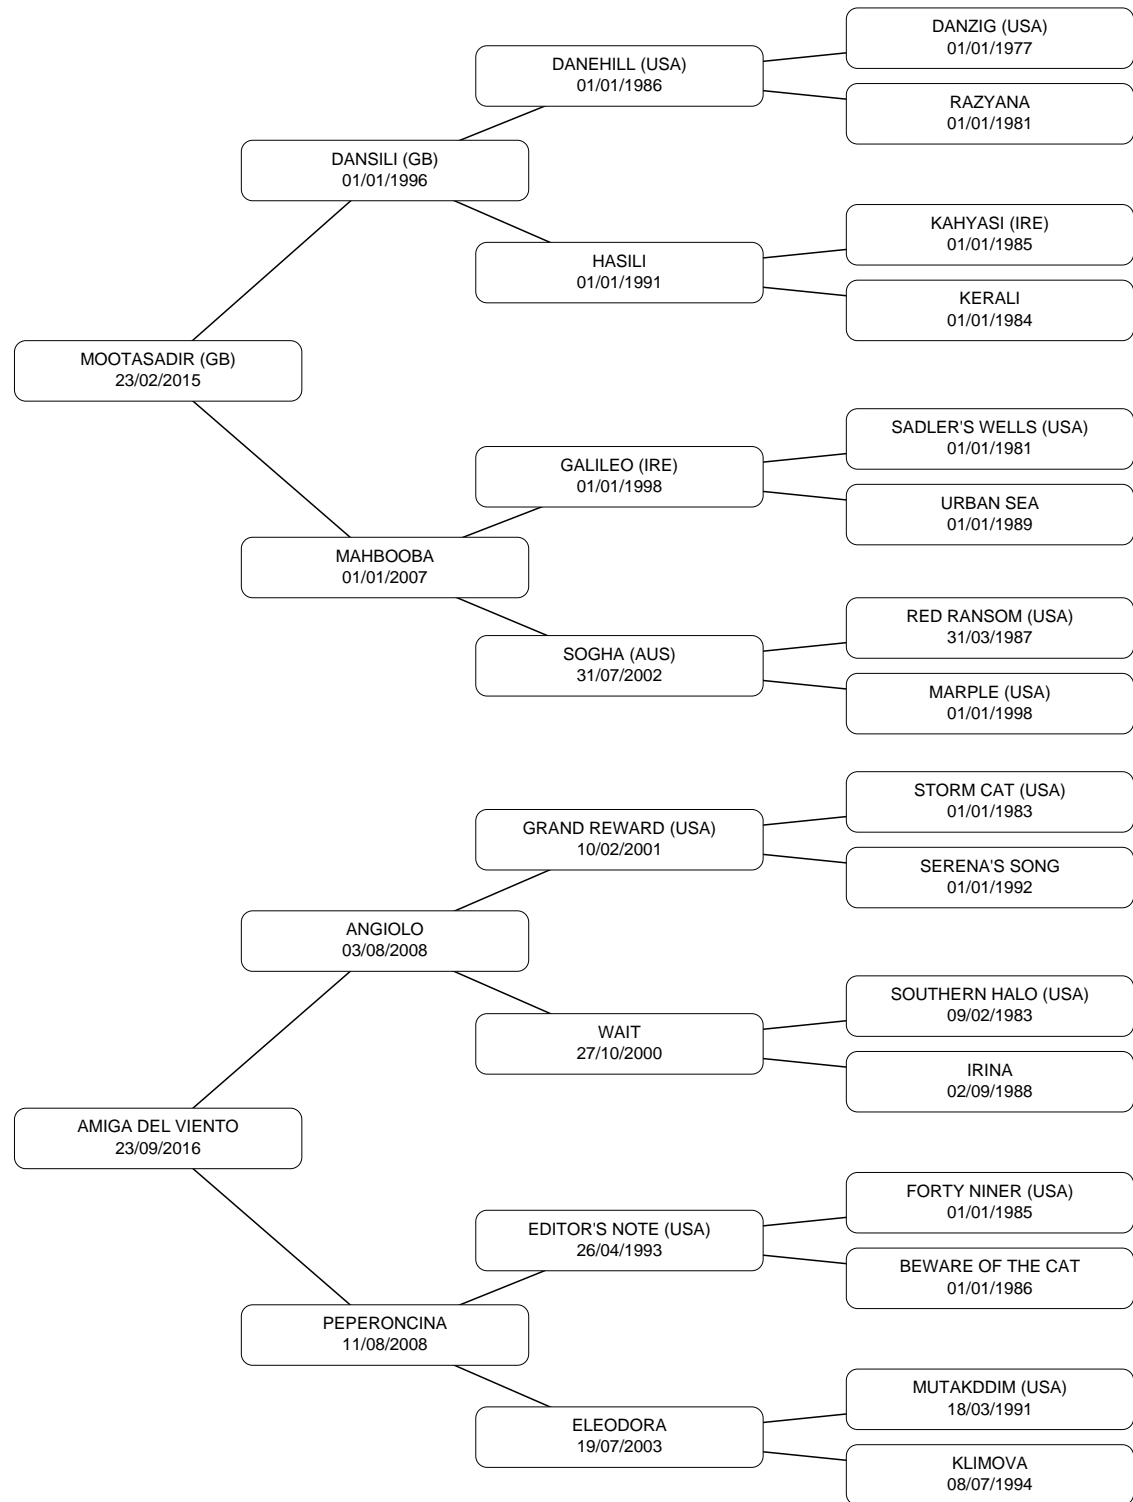 DANZIG (USA)
01/01/1977
DANEHILL (USA)
01/01/1986
RAZYANA
01/01/1981
DANSILI (GB)
01/01/1996
KAHYASI (IRE)
01/01/1985
HASILI
01/01/1991
KERALI
01/01/1984
MOOTASADIR (GB)
23/02/2015
SADLER'S WELLS (USA)
01/01/1981
GALILEO (IRE)
01/01/1998
URBAN SEA
01/01/1989
MAHBOOBA
01/01/2007
RED RANSOM (USA)
31/03/1987
SOGHA (AUS)
31/07/2002
MARPLE (USA)
01/01/1998
STORM CAT (USA)
01/01/1983
GRAND REWARD (USA)
10/02/2001
SERENA'S SONG
01/01/1992
ANGIOLO
03/08/2008
SOUTHERN HALO (USA)
09/02/1983
WAIT
27/10/2000
IRINA
02/09/1988
AMIGA DEL VIENTO
23/09/2016
FORTY NINER (USA)
01/01/1985
EDITOR'S NOTE (USA)
26/04/1993
BEWARE OF THE CAT
01/01/1986
PEPERONCINA
11/08/2008
MUTAKDDIM (USA)
18/03/1991
ELEODORA
19/07/2003
KLIMOVA
08/07/1994